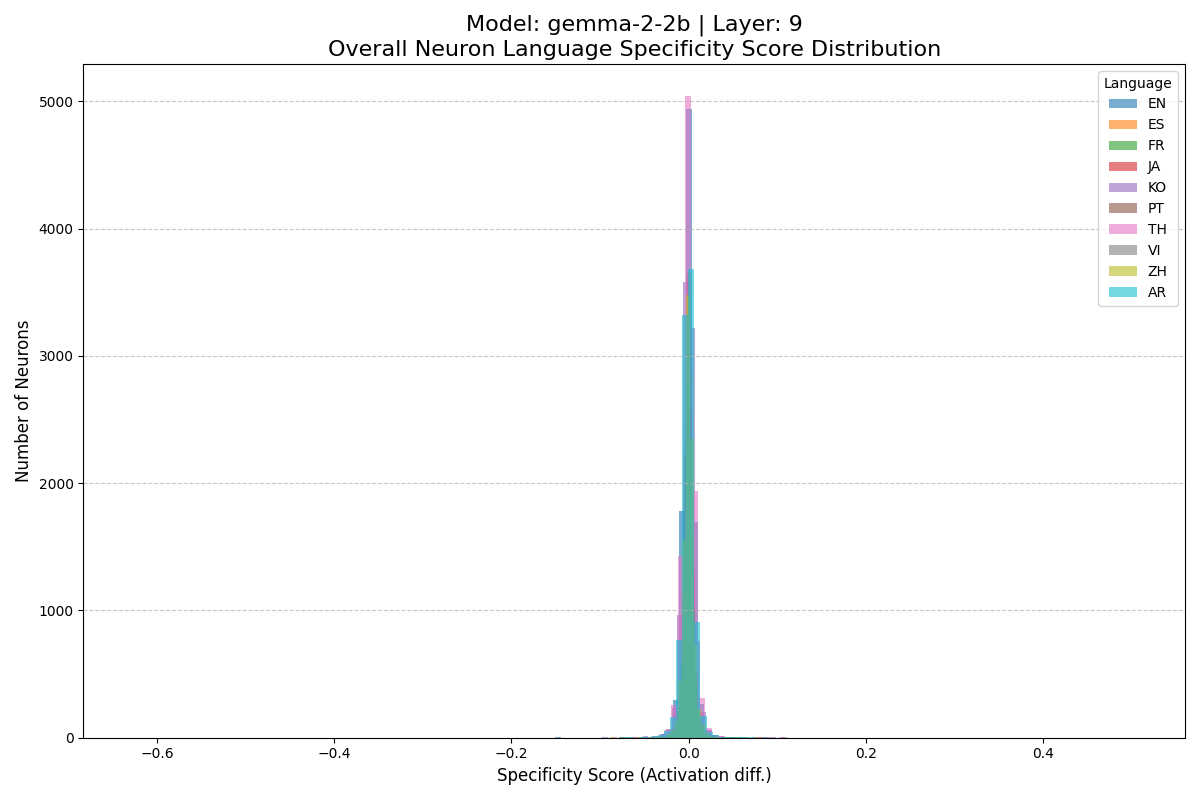 Model: gemma-2-2b | Layer: 9
Overall Neuron Language Specificity Score Distribution
Language
EN
ES
FR
JA
KO
PT
TH
VI
ZH
AR
Number of Neurons
5000
4000
3000
2000
1000
0
−0.6
−0.4
−0.2
0.0
0.2
0.4
Specificity Score (Activation diff.)